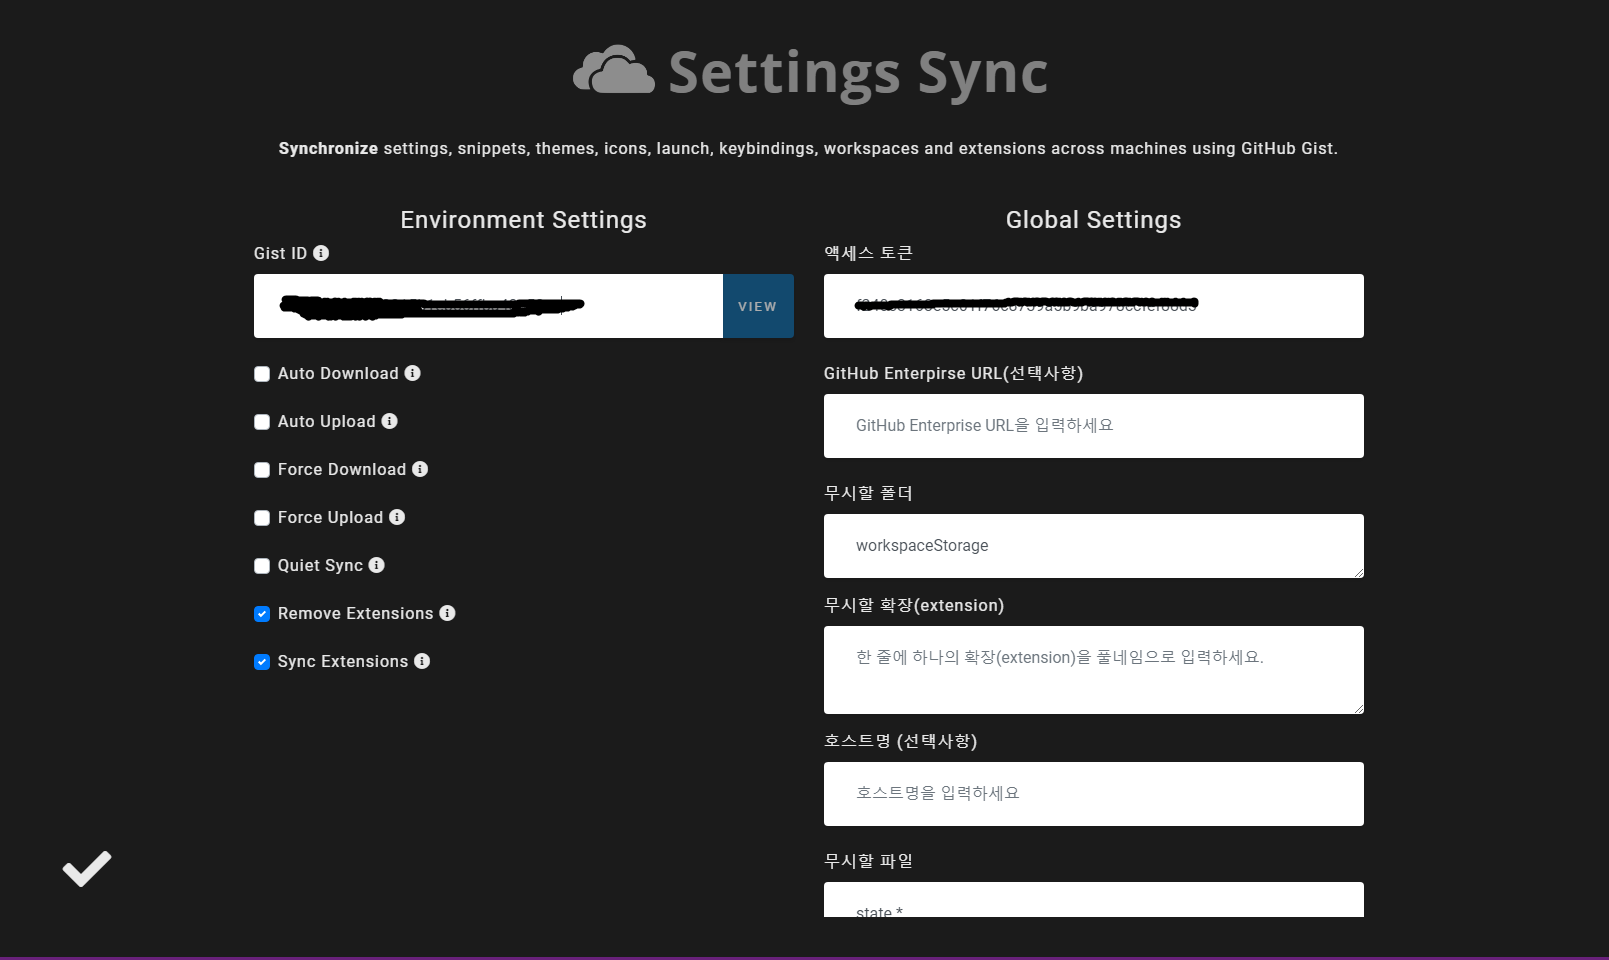 Settings Sync
Synchronize settings, snippets, themes, icons, launch, keybindings, workspaces and extensions across machines using GitHub Gist.
Environment Settings
Gist ID
VIEW
Auto Download
Auto Upload
Force Download
Force Upload
Quiet Sync
Remove Extensions
Sync Extensions
Global Settings
액세스 토큰
GitHub Enterpirse URL(선택사항)
GitHub Enterprise URL을 입력하세요
무시할 폴더
workspaceStorage
무시할 확장(extension)
한 줄에 하나의 확장(extension)을 풀네임으로 입력하세요.
호스트명 (선택사항)
호스트명을 입력하세요
무시할 파일
state.*